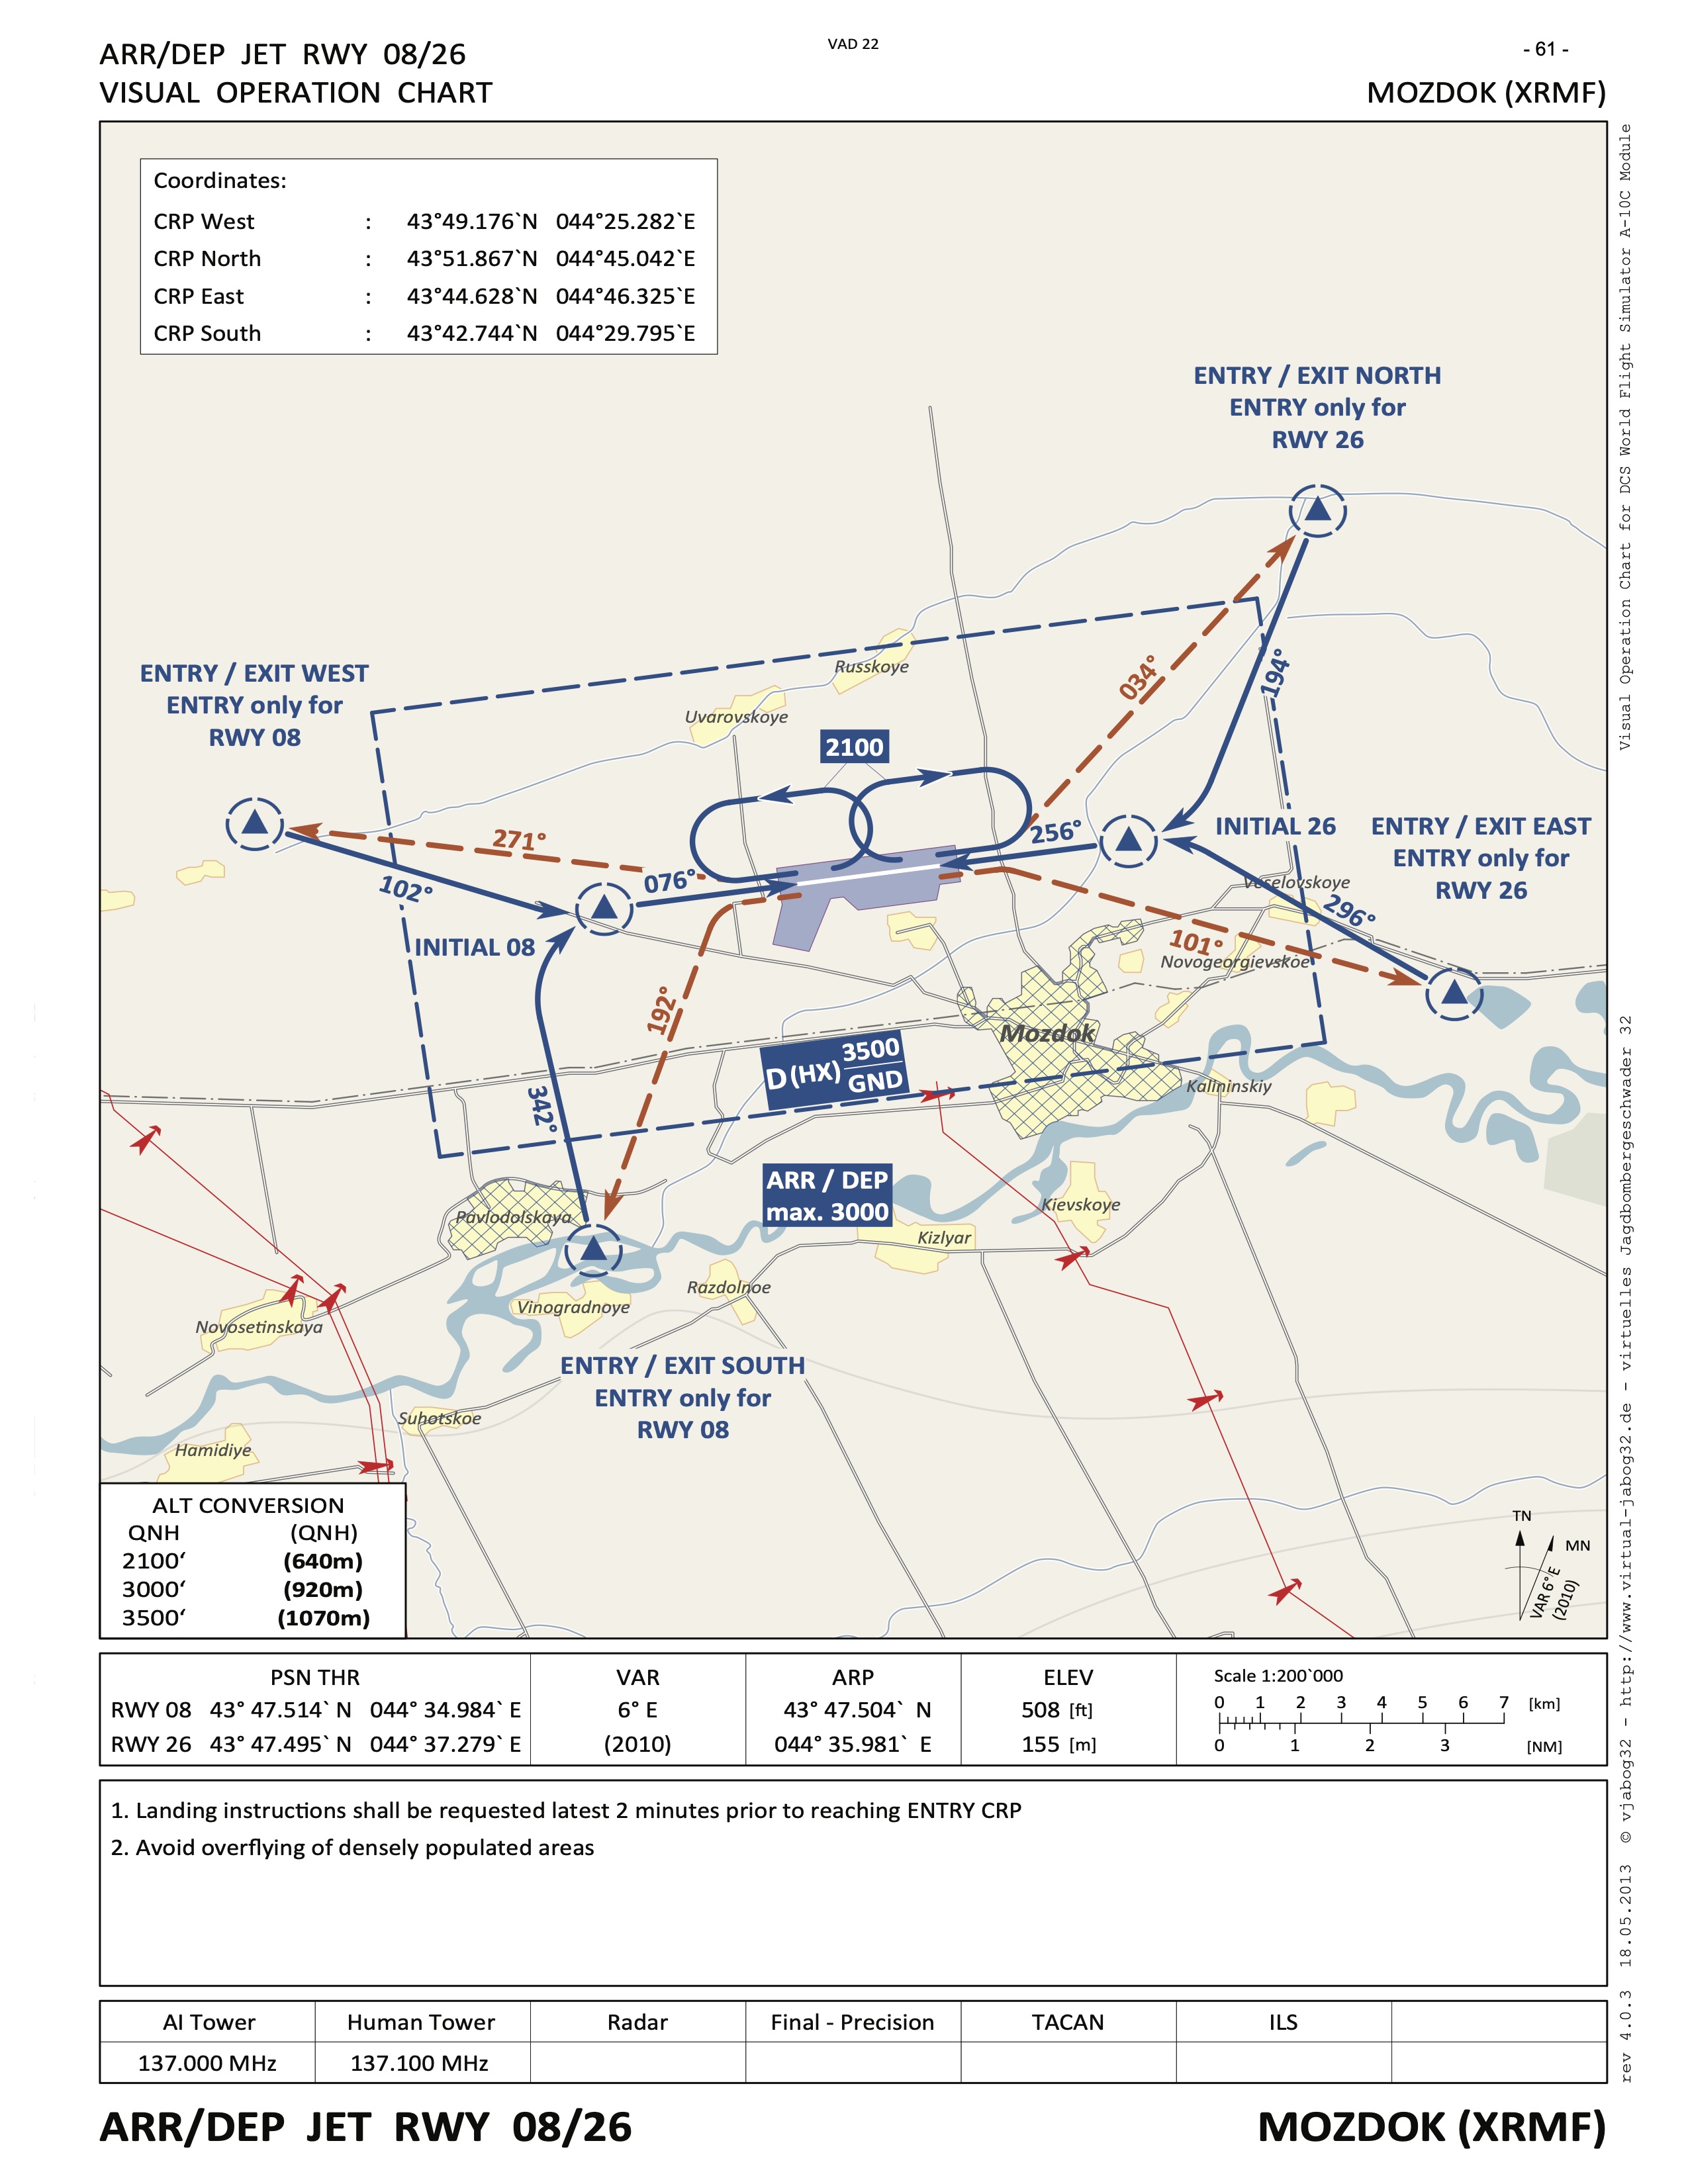 ARR/DEP JET RWY 08/26
VAD 22
- 61 -
VISUAL OPERATION CHART
MOZDOK (XRMF)
Coordinates:
CRP West : 43°49.176`N 044°25.282`E
CRP North : 43°51.867`N 044°45.042`E
CRP East : 43°44.628`N 044°46.325`E
CRP South : 43°42.744`N 044°29.795`E
ENTRY / EXIT NORTH
ENTRY only for
RWY 26
ENTRY / EXIT WEST
ENTRY only for
RWY 08
Russkoye
Uvarovskoye
034°
194°
2100
271°
256°
INITIAL 26
ENTRY / EXIT EAST
ENTRY only for
RWY 26
102°
076°
Veselovskoye
296°
INITIAL 08
101°
Novogeorgievskoe
192°
Mozdok
D (HX) 3500
GND
342°
Kalininskiy
ARR / DEP
max. 3000
Pavlodolskaya
Kievskoye
Kizlyar
Razdolnoe
Vinogradnoye
Novosetinskaya
ENTRY / EXIT SOUTH
ENTRY only for
RWY 08
Suhotskoe
Hamidiye
ALT CONVERSION
QNH (QNH)
2100‘ (640m)
3000‘ (920m)
3500‘ (1070m)
TN
MN
VAR 6° E
(2010)
PSN THR
RWY 08 43° 47.514` N 044° 34.984` E
RWY 26 43° 47.495` N 044° 37.279` E
VAR
6° E
(2010)
ARP
43° 47.504` N
044° 35.981` E
ELEV
508 [ft]
155 [m]
Scale 1:200`000
0 1 2 3 4 5 6 7 [km]
0 1 2 3 [NM]
1. Landing instructions shall be requested latest 2 minutes prior to reaching ENTRY CRP
2. Avoid overflying of densely populated areas
AI Tower Human Tower Radar Final - Precision TACAN ILS
137.000 MHz 137.100 MHz
ARR/DEP JET RWY 08/26
MOZDOK (XRMF)
rev 4.0.3 18.05.2013 © vjabog32 - http://www.virtual-jabog32.de - virtuelles Jagdbombergeschwader 32
Visual Operation Chart for DCS World Flight Simulator A-10C Module